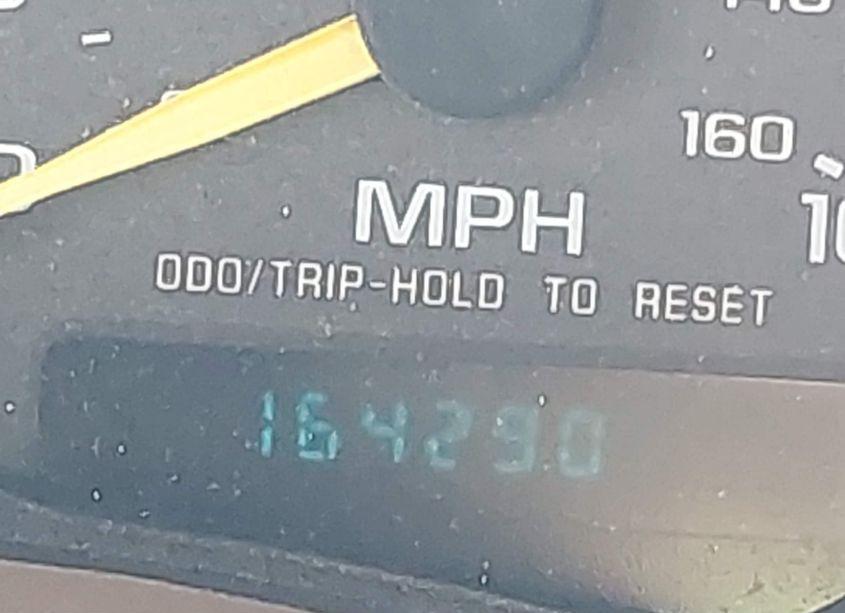 160
MPH
ODO/TRIP-HOLD TO RESET
164290